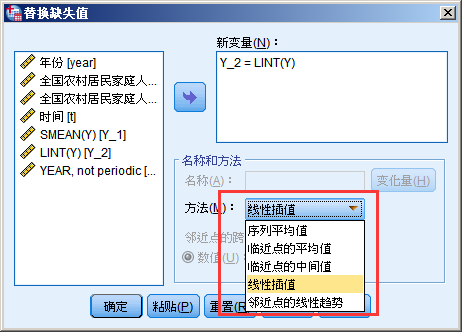 替换缺失值
新变量(N)：
年份 [year]
全国农村居民家庭人...
全国农村居民家庭人...
时间 [t]
SMEAN(Y) [Y_1]
LINT(Y) [Y_2]
YEAR, not periodic [...
Y_2 = LINT(Y)
名称和方法
名称(A)：
变化量(H)
方法(M)：
线性插值
序列平均值
临近点的平均值
临近点的中间值
线性插值
邻近点的线性趋势
邻近点的跨
数值(U)
确定
粘贴(P)
重置(R)